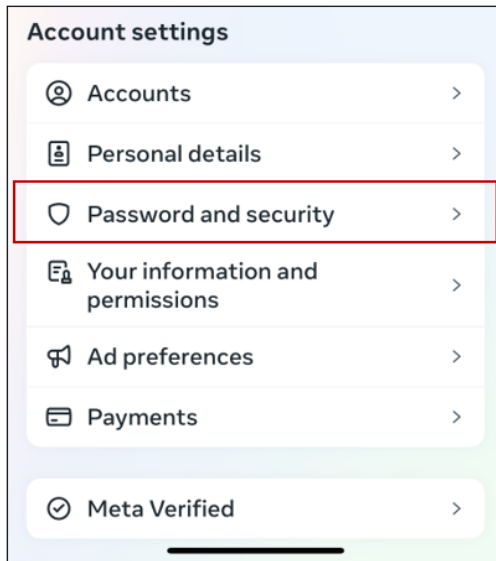 Account settings
Accounts
Personal details
Password and security
Your information and
permissions
Ad preferences
Payments
Meta Verified